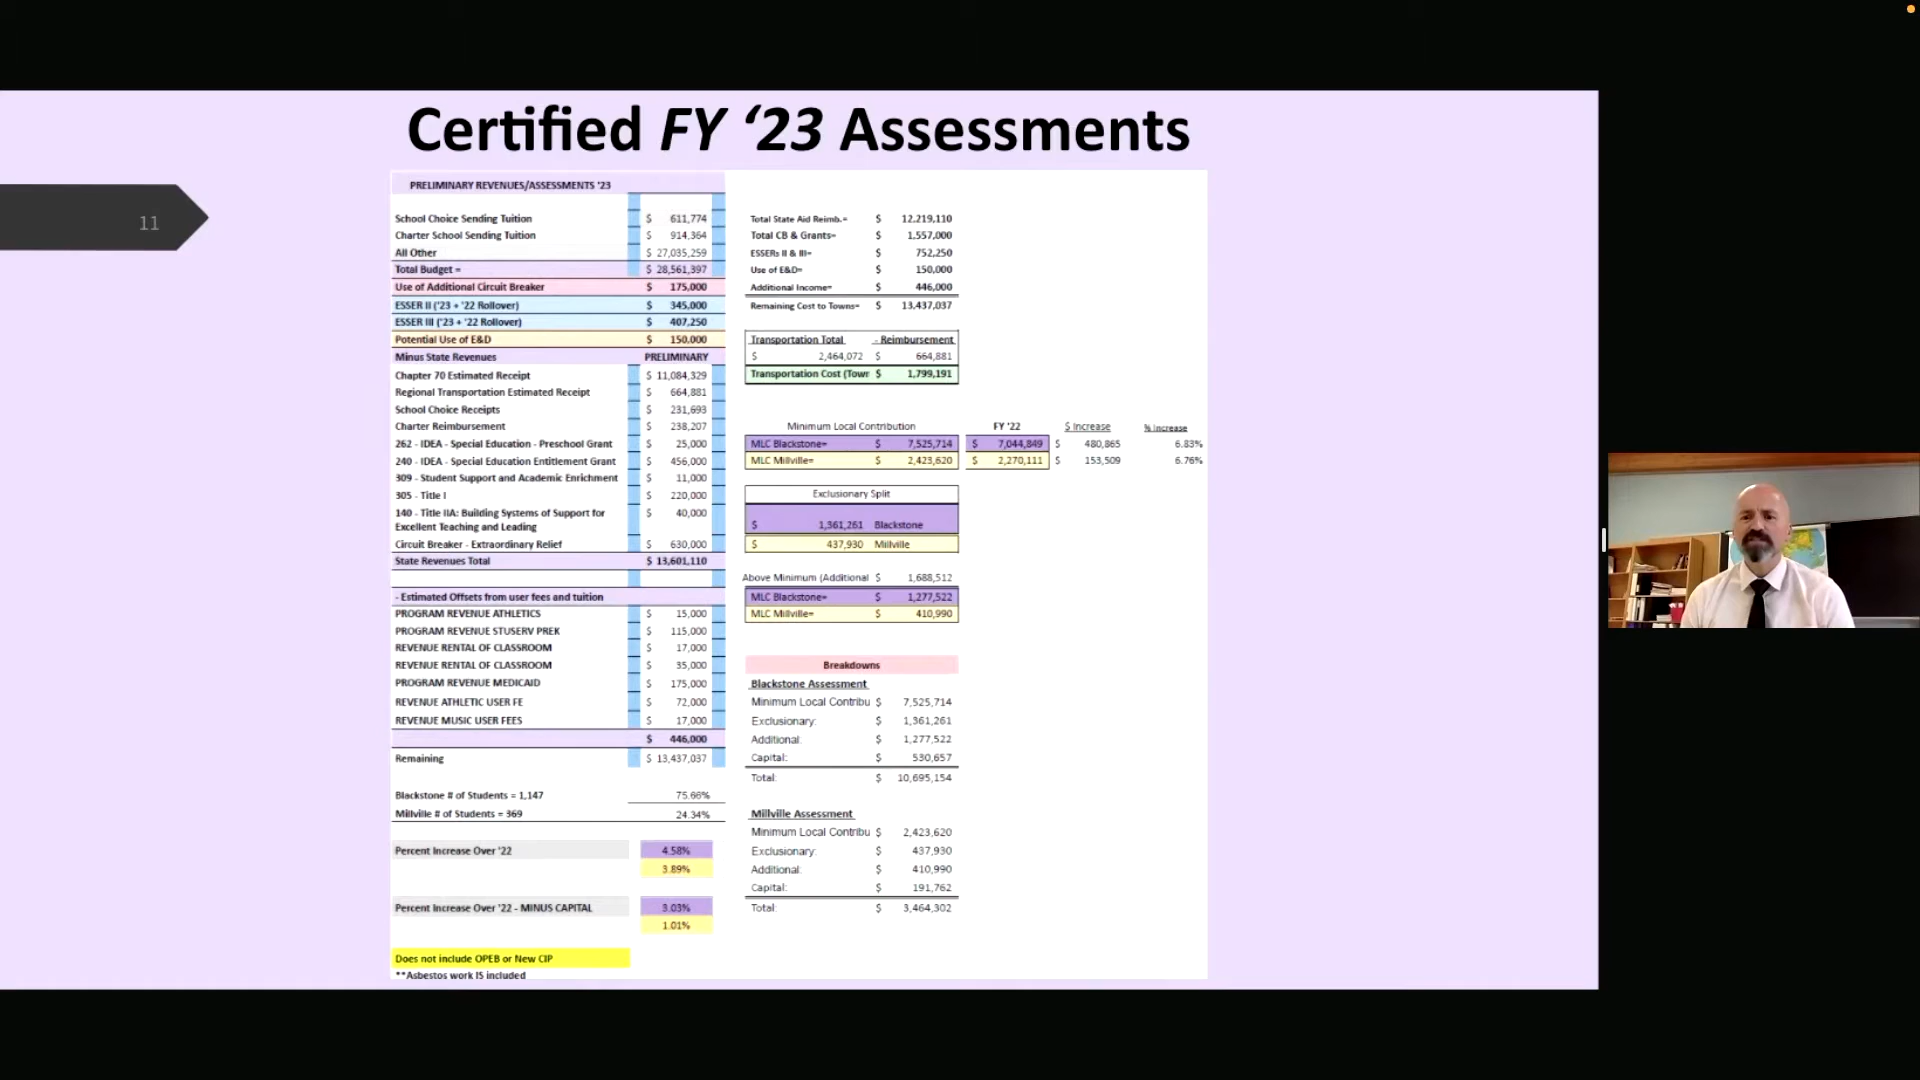 Certified FY ‘23 Assessments
11
PRELIMINARY REVENUES/ASSESSMENTS '23
School Choice Sending Tuition $ 611,774
Charter School Sending Tuition $ 914,364
All Other $ 27,035,259
Total Budget = $ 28,561,397
Use of Additional Circuit Breaker $ 175,000
ESSER II ('23 + '22 Rollover) $ 345,000
ESSER III ('23 + '22 Rollover) $ 407,250
Potential Use of E&D $ 150,000
Minus State Revenues PRELIMINARY
Chapter 70 Estimated Receipt $ 11,084,329
Regional Transportation Estimated Receipt $ 664,881
School Choice Receipts $ 231,693
Charter Reimbursement $ 238,207
262 - IDEA - Special Education - Preschool Grant $ 25,000
240 - IDEA - Special Education Entitlement Grant $ 456,000
309 - Student Support and Academic Enrichment $ 11,000
305 - Title I $ 220,000
140 - Title IIA: Building Systems of Support for $ 40,000
Excellent Teaching and Leading
Circuit Breaker - Extraordinary Relief $ 630,000
State Revenues Total $ 13,601,110
- Estimated Offsets from user fees and tuition
PROGRAM REVENUE ATHLETICS $ 15,000
PROGRAM REVENUE STUSERV PREK $ 115,000
REVENUE RENTAL OF CLASSROOM $ 17,000
REVENUE RENTAL OF CLASSROOM $ 35,000
PROGRAM REVENUE MEDICAID $ 175,000
REVENUE ATHLETIC USER FE $ 72,000
REVENUE MUSIC USER FEES $ 17,000
$ 446,000
Remaining $ 13,437,037
Blackstone # of Students = 1,147 75.66%
Millville # of Students = 369 24.34%
Percent Increase Over '22 4.58%
3.89%
Percent Increase Over '22 - MINUS CAPITAL 3.03%
1.01%
Does not include OPEB or New CIP
**Asbestos work IS included
Total State Aid Reimb.= $ 12,219,110
Total CB & Grants= $ 1,557,000
ESSERs II & III= $ 752,250
Use of E&D= $ 150,000
Additional Income= $ 446,000
Remaining Cost to Towns= $ 13,437,037
Transportation Total - Reimbursement
$ 2,464,072 $ 664,881
Transportation Cost (Towr $ 1,799,191
Minimum Local Contribution FY '22 $ Increase % Increase
MLC Blackstone= $ 7,525,714 $ 7,044,849 $ 480,865 6.83%
MLC Millville= $ 2,423,620 $ 2,270,111 $ 153,509 6.76%
Exclusionary Split
$ 1,361,261 Blackstone
$ 437,930 Millville
Above Minimum (Additional $ 1,688,512
MLC Blackstone= $ 1,277,522
MLC Millville= $ 410,990
Breakdowns
Blackstone Assessment
Minimum Local Contribu $ 7,525,714
Exclusionary: $ 1,361,261
Additional: $ 1,277,522
Capital: $ 530,657
Total: $ 10,695,154
Millville Assessment
Minimum Local Contribu $ 2,423,620
Exclusionary: $ 437,930
Additional: $ 410,990
Capital: $ 191,762
Total: $ 3,464,302